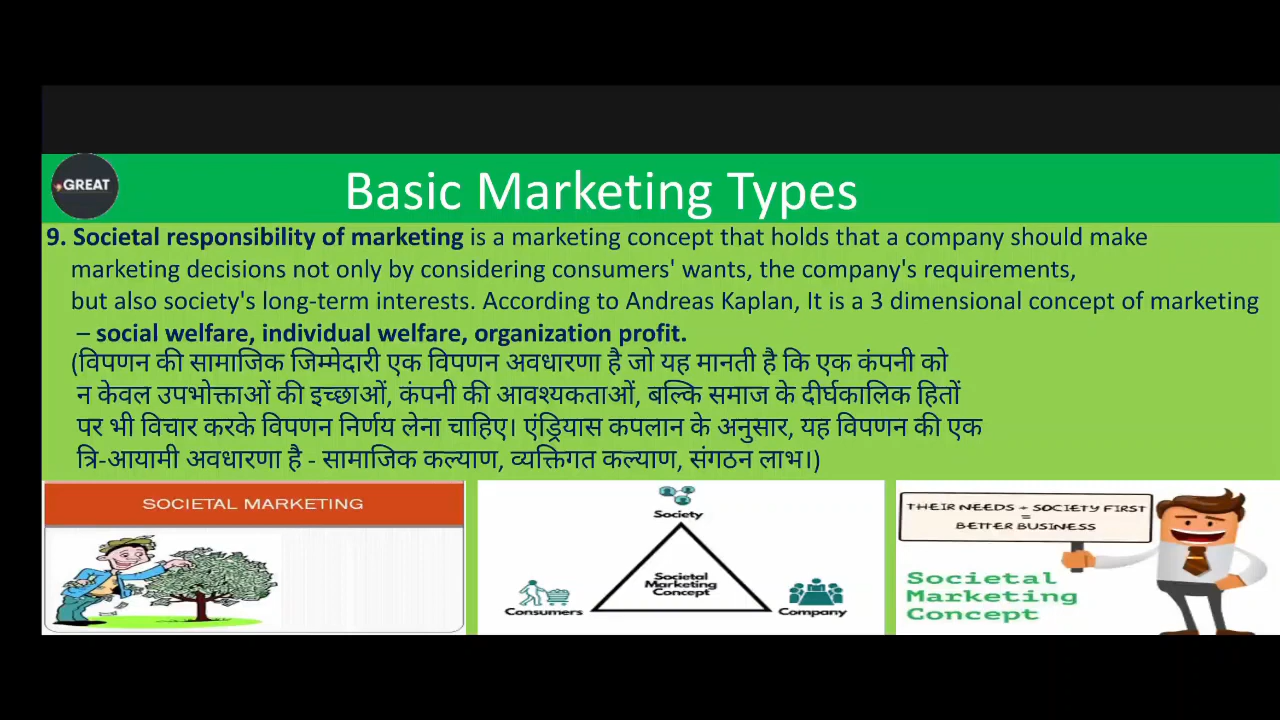 GREAT
Basic Marketing Types
9. Societal responsibility of marketing is a marketing concept that holds that a company should make
marketing decisions not only by considering consumers' wants, the company's requirements,
but also society's long-term interests. According to Andreas Kaplan, It is a 3 dimensional concept of marketing
– social welfare, individual welfare, organization profit.
(विपणन की सामाजिक जिम्मेदारी एक विपणन अवधारणा है जो यह मानती है कि एक कंपनी को
न केवल उपभोक्ताओं की इच्छाओं, कंपनी की आवश्यकताओं, बल्कि समाज के दीर्घकालिक हितों
पर भी विचार करके विपणन निर्णय लेना चाहिए। एंड्रियास कपलान के अनुसार, यह विपणन की एक
त्रि-आयामी अवधारणा है - सामाजिक कल्याण, व्यक्तिगत कल्याण, संगठन लाभ।)
SOCIETAL MARKETING
Society
Societal
Marketing
Concept
Consumers
Company
THEIR NEEDS + SOCIETY FIRST
=
BETTER BUSINESS
Societal
Marketing
Concept